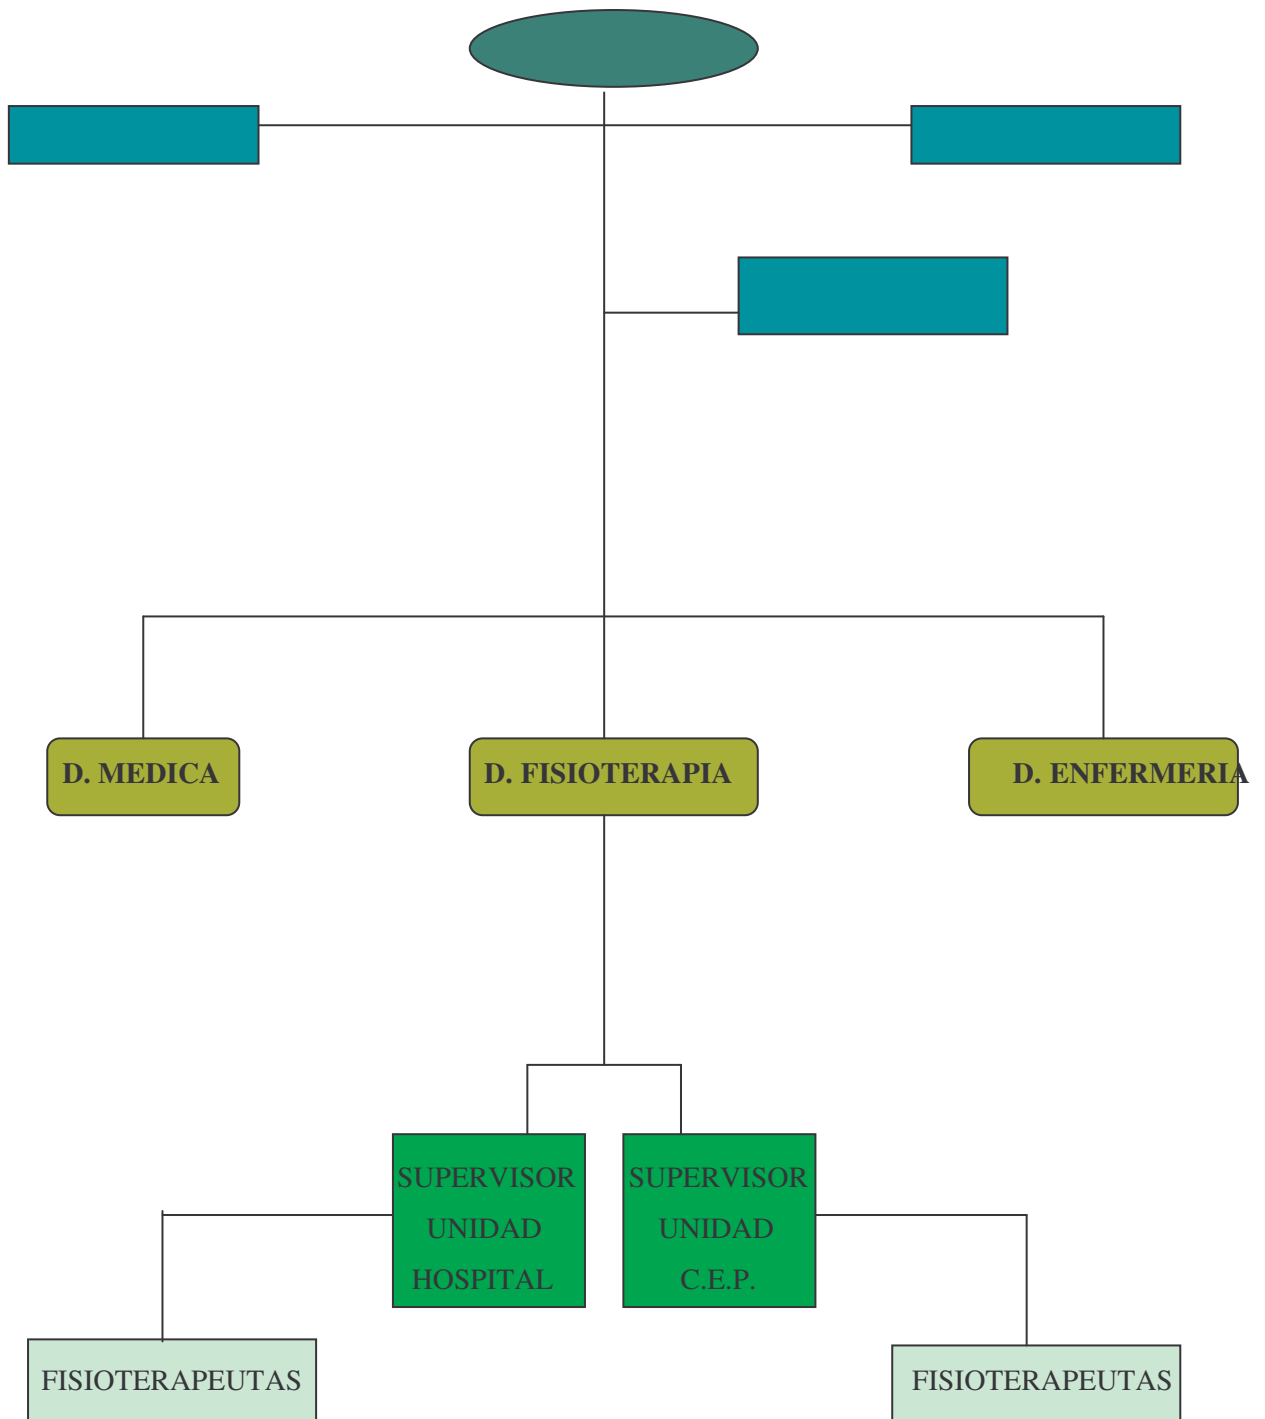 D. MEDICA
D. FISIOTERAPIA
D. ENFERMERIA
SUPERVISOR
UNIDAD
HOSPITAL
SUPERVISOR
UNIDAD
C.E.P.
FISIOTERAPEUTAS
FISIOTERAPEUTAS